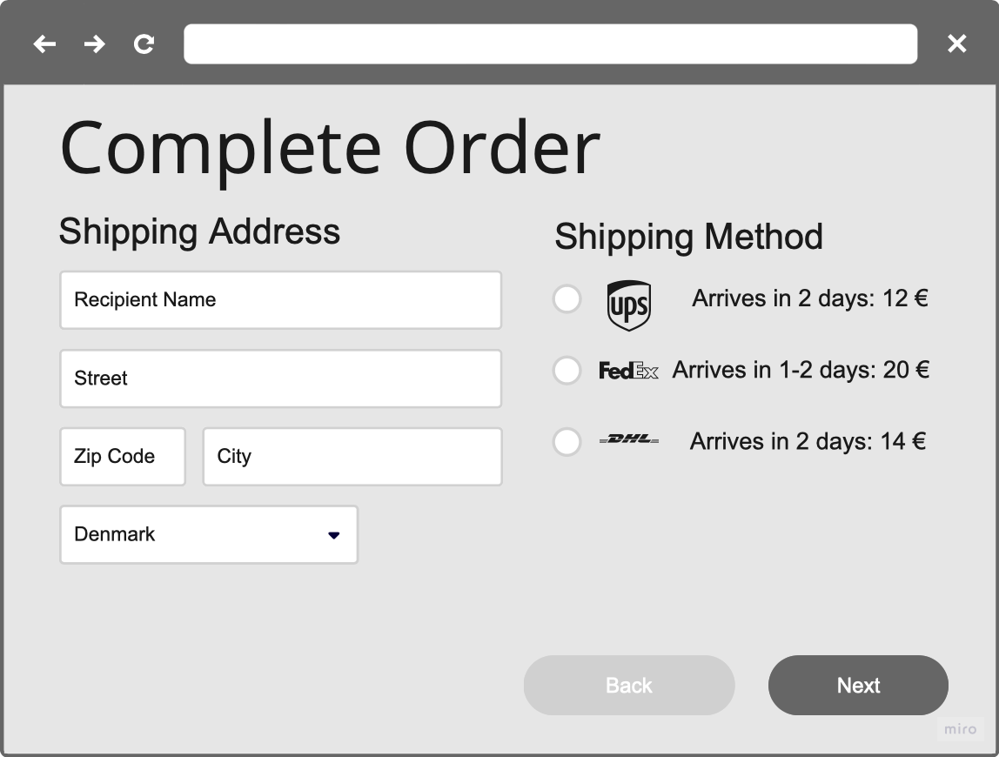 Complete Order
Shipping Address
Recipient Name
Street
Zip Code
City
Denmark
Shipping Method
ups Arrives in 2 days: 12 €
FedEx Arrives in 1-2 days: 20 €
DHL Arrives in 2 days: 14 €
Back
Next
miro